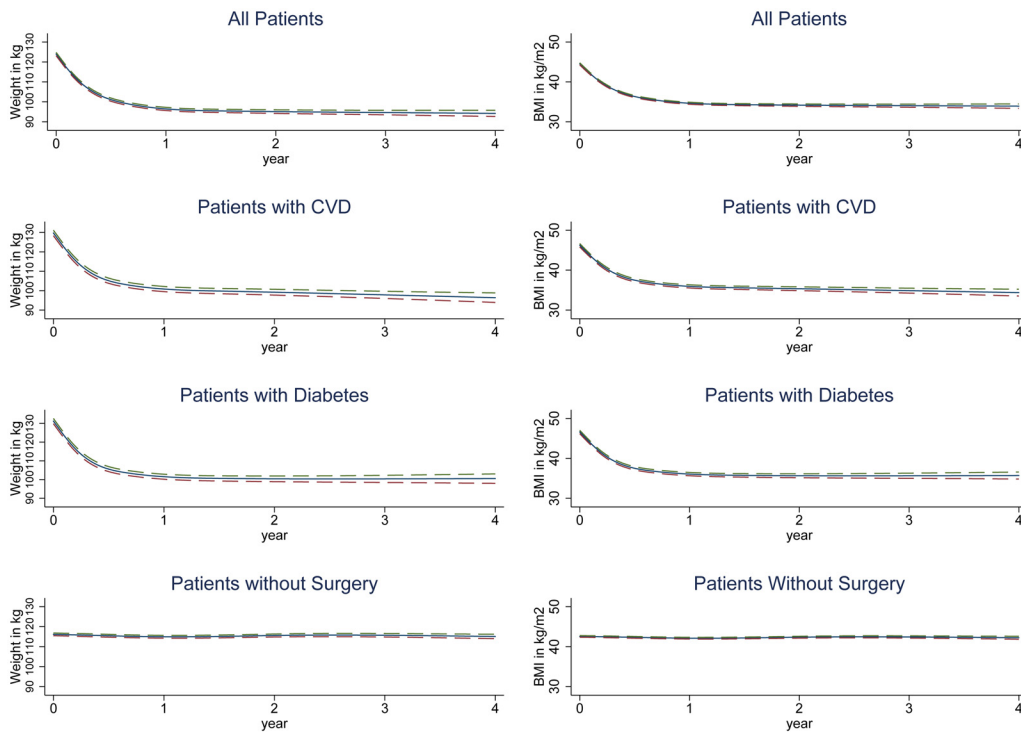 All Patients
Weight in kg
90 100 110 120 130
0 1 2 3 4
year
All Patients
BMI in kg/m2
30 40 50
0 1 2 3 4
year
Patients with CVD
Weight in kg
90 100 110 120 130
0 1 2 3 4
year
Patients with CVD
BMI in kg/m2
30 40 50
0 1 2 3 4
year
Patients with Diabetes
Weight in kg
90 100 110 120 130
0 1 2 3 4
year
Patients with Diabetes
BMI in kg/m2
30 40 50
0 1 2 3 4
year
Patients without Surgery
Weight in kg
90 100 110 120 130
0 1 2 3 4
year
Patients Without Surgery
BMI in kg/m2
30 40 50
0 1 2 3 4
year